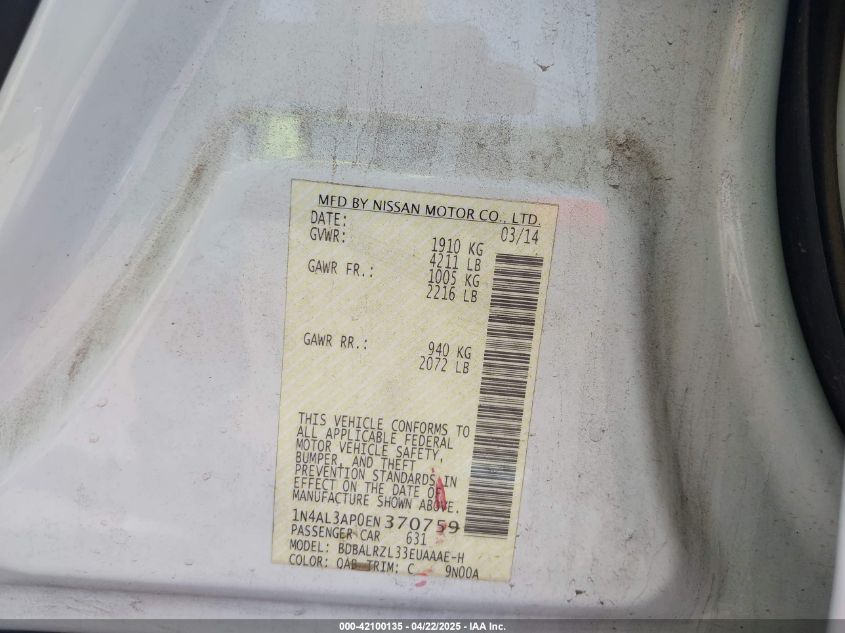 MFD BY NISSAN MOTOR CO., LTD.
DATE: 03/14
GVWR: 1910 KG
4211 LB
GAWR FR.: 1005 KG
2216 LB
GAWR RR.: 940 KG
2072 LB
THIS VEHICLE CONFORMS TO
ALL APPLICABLE FEDERAL
MOTOR VEHICLE SAFETY,
BUMPER, AND THEFT
PREVENTION STANDARDS IN
EFFECT ON THE DATE OF
MANUFACTURE SHOWN ABOVE.
1N4AL3AP0EN370759
PASSENGER CAR 631
MODEL: BDBALRZL33EUAAAE-H
COLOR: QAB TRIM: C 9N00A
000-42100135 - 04/22/2025 - IAA Inc.